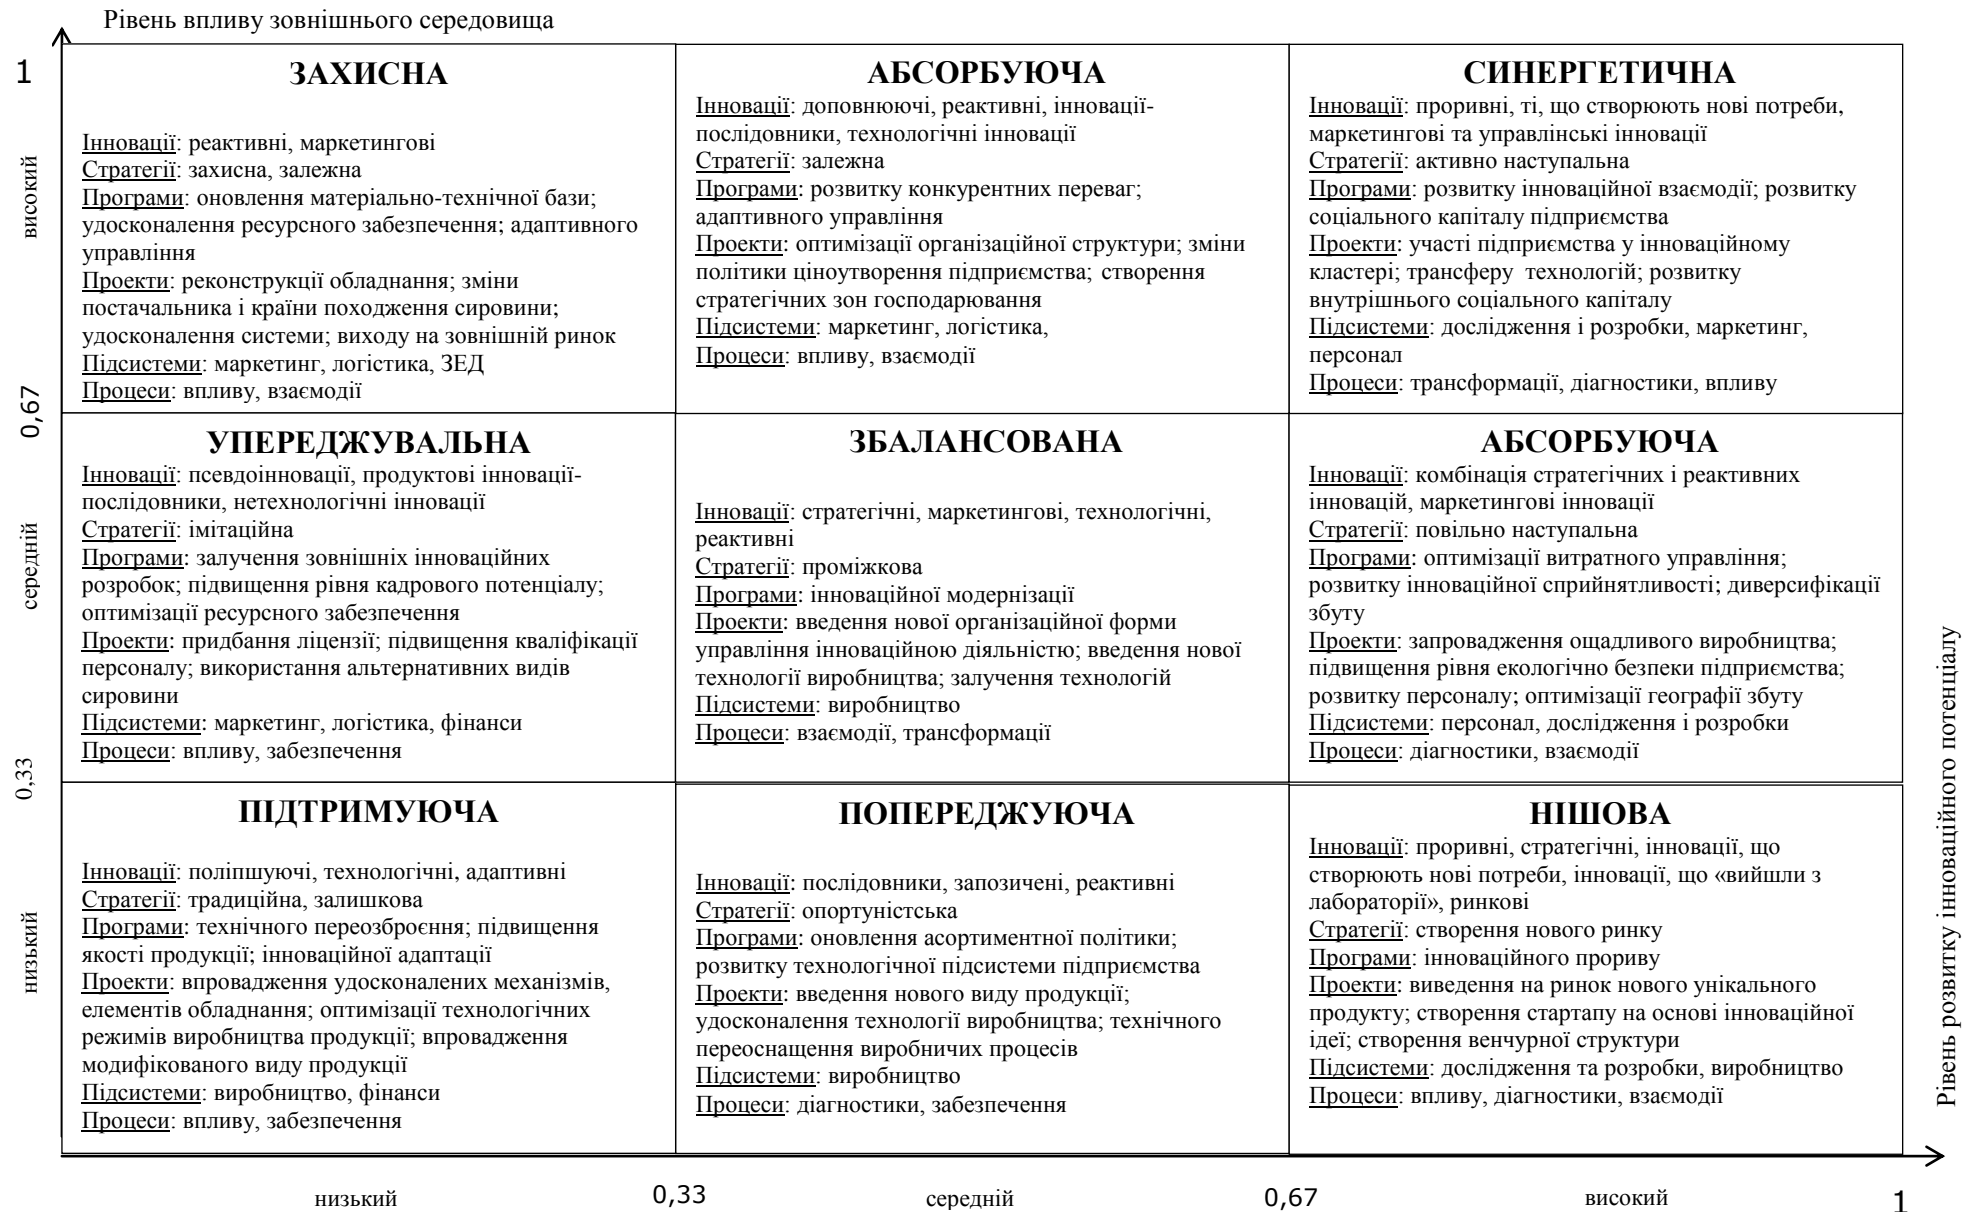 Рівень впливу зовнішнього середовища
1
високий
0,67
середній
0,33
низький
ЗАХИСНА
Інновації: реактивні, маркетингові
Стратегії: захисна, залежна
Програми: оновлення матеріально-технічної бази;
удосконалення ресурсного забезпечення; адаптивного
управління
Проекти: реконструкції обладнання; зміни
постачальника і країни походження сировини;
удосконалення системи; виходу на зовнішній ринок
Підсистеми: маркетинг, логістика, ЗЕД
Процеси: впливу, взаємодії
АБСОРБУЮЧА
Інновації: доповнюючі, реактивні, інновації-
послідовники, технологічні інновації
Стратегії: залежна
Програми: розвитку конкурентних переваг;
адаптивного управління
Проекти: оптимізації організаційної структури; зміни
політики ціноутворення підприємства; створення
стратегічних зон господарювання
Підсистеми: маркетинг, логістика,
Процеси: впливу, взаємодії
СИНЕРГЕТИЧНА
Інновації: проривні, ті, що створюють нові потреби,
маркетингові та управлінські інновації
Стратегії: активно наступальна
Програми: розвитку інноваційної взаємодії; розвитку
соціального капіталу підприємства
Проекти: участі підприємства у інноваційному
кластері; трансферу технологій; розвитку
внутрішнього соціального капіталу
Підсистеми: дослідження і розробки, маркетинг,
персонал
Процеси: трансформації, діагностики, впливу
УПЕРЕДЖУВАЛЬНА
Інновації: псевдоінновації, продуктові інновації-
послідовники, нетехнологічні інновації
Стратегії: імітаційна
Програми: залучення зовнішніх інноваційних
розробок; підвищення рівня кадрового потенціалу;
оптимізації ресурсного забезпечення
Проекти: придбання ліцензії; підвищення кваліфікації
персоналу; використання альтернативних видів
сировини
Підсистеми: маркетинг, логістика, фінанси
Процеси: впливу, забезпечення
ЗБАЛАНСОВАНА
Інновації: стратегічні, маркетингові, технологічні,
реактивні
Стратегії: проміжкова
Програми: інноваційної модернізації
Проекти: введення нової організаційної форми
управління інноваційною діяльністю; введення нової
технології виробництва; залучення технологій
Підсистеми: виробництво
Процеси: взаємодії, трансформації
АБСОРБУЮЧА
Інновації: комбінація стратегічних і реактивних
інновацій, маркетингові інновації
Стратегії: повільно наступальна
Програми: оптимізації витратного управління;
розвитку інноваційної сприйнятливості; диверсифікації
збуту
Проекти: запровадження ощадливого виробництва;
підвищення рівня екологічно безпеки підприємства;
розвитку персоналу; оптимізації географії збуту
Підсистеми: персонал, дослідження і розробки
Процеси: діагностики, взаємодії
ПІДТРИМУЮЧА
Інновації: поліпшуючі, технологічні, адаптивні
Стратегії: традиційна, залишкова
Програми: технічного переозброєння; підвищення
якості продукції; інноваційної адаптації
Проекти: впровадження удосконалених механізмів,
елементів обладнання; оптимізації технологічних
режимів виробництва продукції; впровадження
модифікованого виду продукції
Підсистеми: виробництво, фінанси
Процеси: впливу, забезпечення
ПОПЕРЕДЖУЮЧА
Інновації: послідовники, запозичені, реактивні
Стратегії: опортуністська
Програми: оновлення асортиментної політики;
розвитку технологічної підсистеми підприємства
Проекти: введення нового виду продукції;
удосконалення технології виробництва; технічного
переоснащення виробничих процесів
Підсистеми: виробництво
Процеси: діагностики, забезпечення
НІШОВА
Інновації: проривні, стратегічні, інновації, що
створюють нові потреби, інновації, що «вийшли з
лабораторії», ринкові
Стратегії: створення нового ринку
Програми: інноваційного прориву
Проекти: виведення на ринок нового унікального
продукту; створення стартапу на основі інноваційної
ідеї; створення венчурної структури
Підсистеми: дослідження та розробки, виробництво
Процеси: впливу, діагностики, взаємодії
Рівень розвитку інноваційного потенціалу
низький
0,33
середній
0,67
високий
1